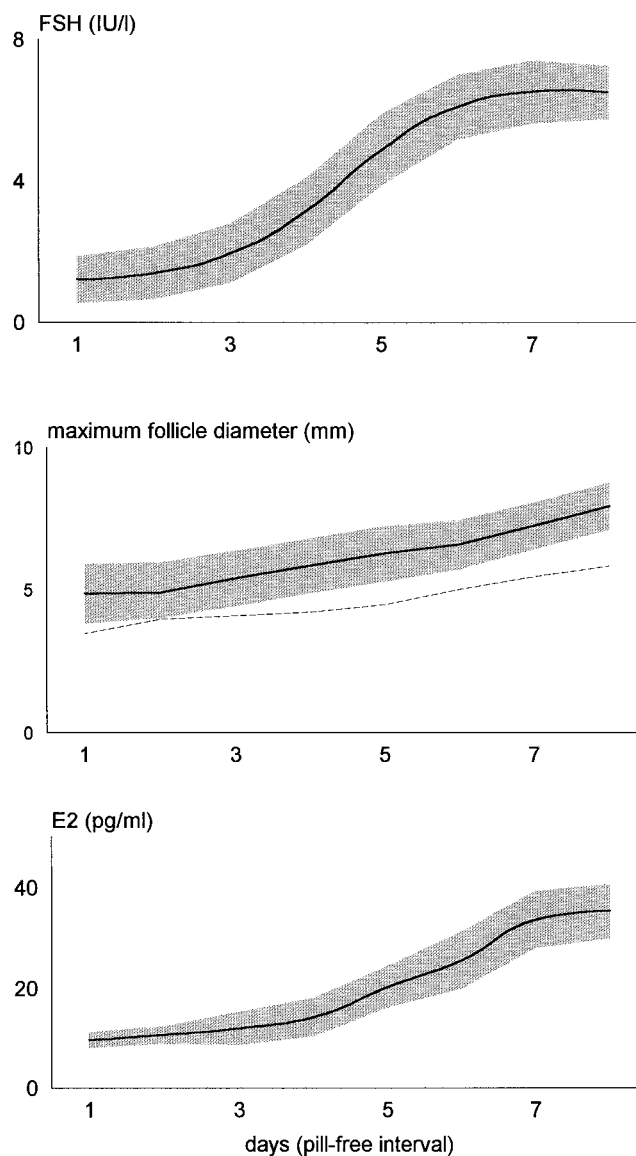 FSH (IU/l)
8
4
0
1 3 5 7
maximum follicle diameter (mm)
10
5
0
1 3 5 7
E2 (pg/ml)
40
20
0
1 3 5 7
days (pill-free interval)